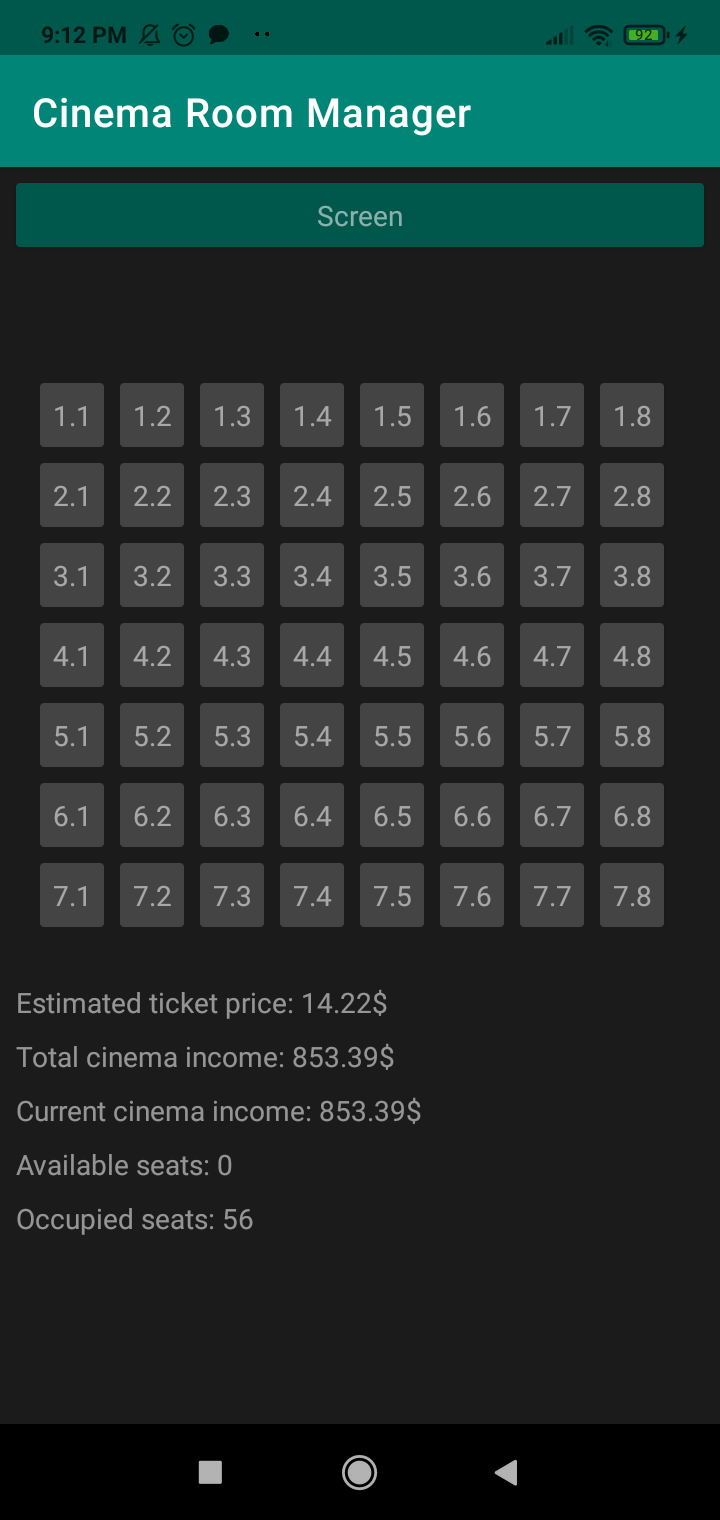 9:12 PM 92
Cinema Room Manager
Screen
1.1 1.2 1.3 1.4 1.5 1.6 1.7 1.8
2.1 2.2 2.3 2.4 2.5 2.6 2.7 2.8
3.1 3.2 3.3 3.4 3.5 3.6 3.7 3.8
4.1 4.2 4.3 4.4 4.5 4.6 4.7 4.8
5.1 5.2 5.3 5.4 5.5 5.6 5.7 5.8
6.1 6.2 6.3 6.4 6.5 6.6 6.7 6.8
7.1 7.2 7.3 7.4 7.5 7.6 7.7 7.8
Estimated ticket price: 14.22$
Total cinema income: 853.39$
Current cinema income: 853.39$
Available seats: 0
Occupied seats: 56